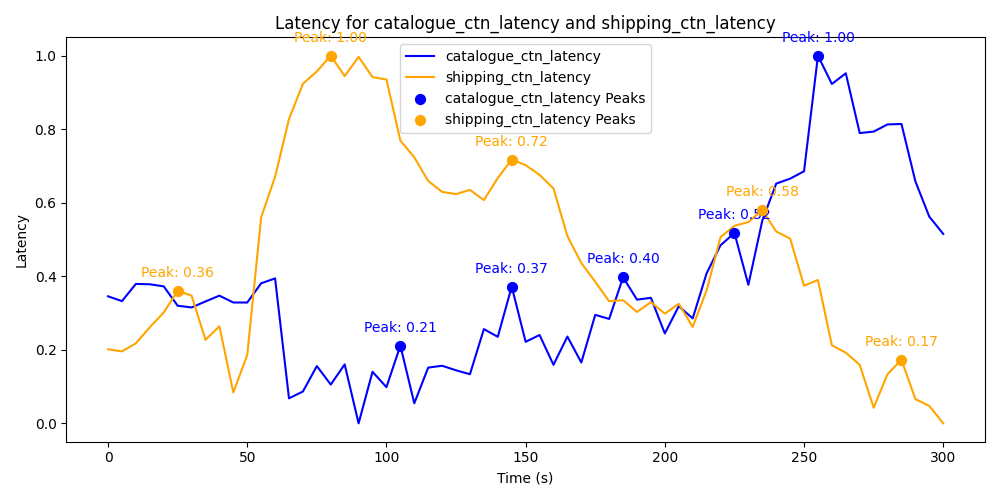 Latency for catalogue_ctn_latency and shipping_ctn_latency
Peak: 1.00
Peak: 1.00
catalogue_ctn_latency
shipping_ctn_latency
catalogue_ctn_latency Peaks
shipping_ctn_latency Peaks
Peak: 0.72
Peak: 0.58
Peak: 0.52
Peak: 0.36
Peak: 0.37
Peak: 0.40
Peak: 0.21
Peak: 0.17
1.0
0.8
0.6
0.4
0.2
0.0
Latency
0 50 100 150 200 250 300
Time (s)